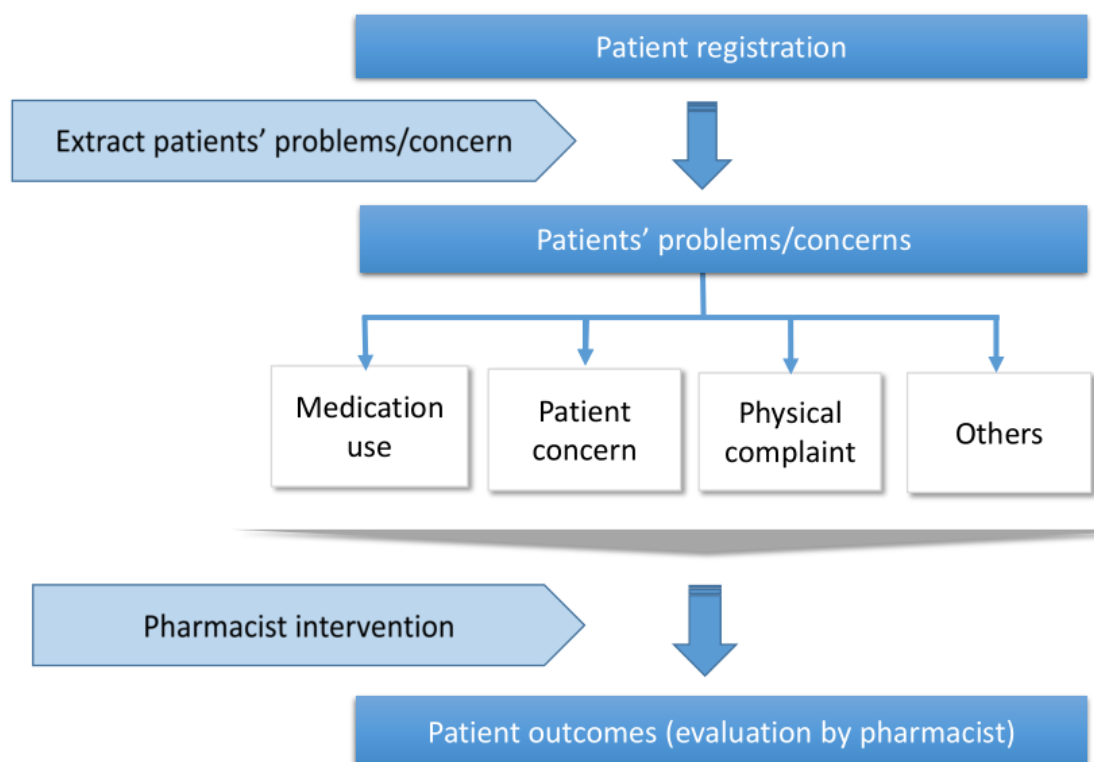 Patient registration
Extract patients’ problems/concern
Patients’ problems/concerns
Medication
use
Patient
concern
Physical
complaint
Others
Pharmacist intervention
Patient outcomes (evaluation by pharmacist)